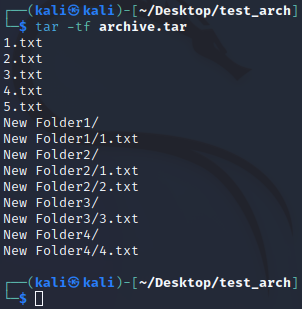 ┌──(kali㉿kali)-[~/Desktop/test_arch]
└─$ tar -tf archive.tar
1.txt
2.txt
3.txt
4.txt
5.txt
New Folder1/
New Folder1/1.txt
New Folder2/
New Folder2/1.txt
New Folder2/2.txt
New Folder3/
New Folder3/3.txt
New Folder4/
New Folder4/4.txt
┌──(kali㉿kali)-[~/Desktop/test_arch]
└─$